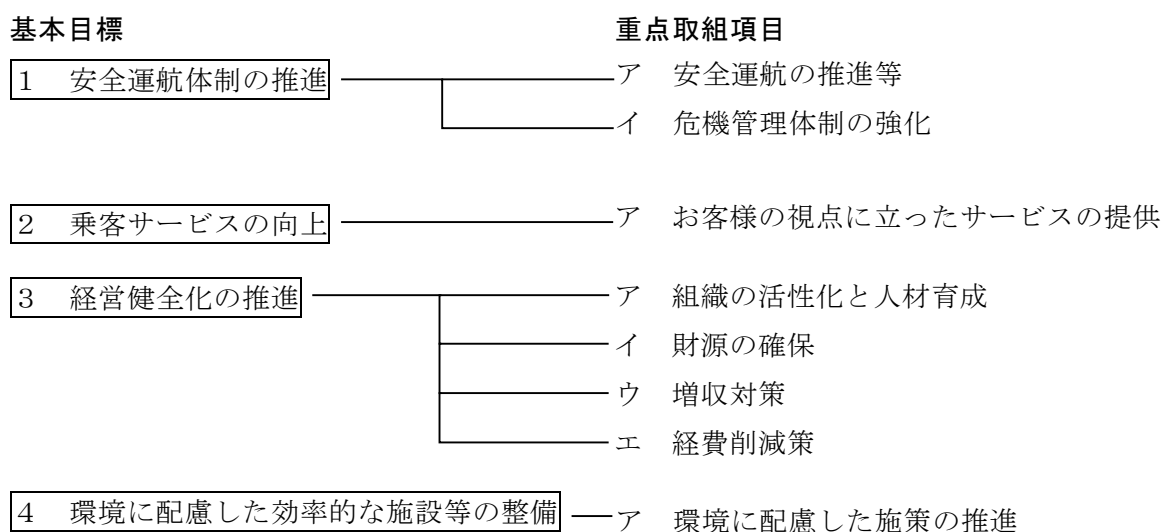 基本目標　重点取組項目
１　安全運航体制の推進　ア　安全運航の推進等
イ　危機管理体制の強化
２　乗客サービスの向上　ア　お客様の視点に立ったサービスの提供
３　経営健全化の推進　ア　組織の活性化と人材育成
イ　財源の確保
ウ　増収対策
エ　経費削減策
４　環境に配慮した効率的な施設等の整備　ア　環境に配慮した施策の推進